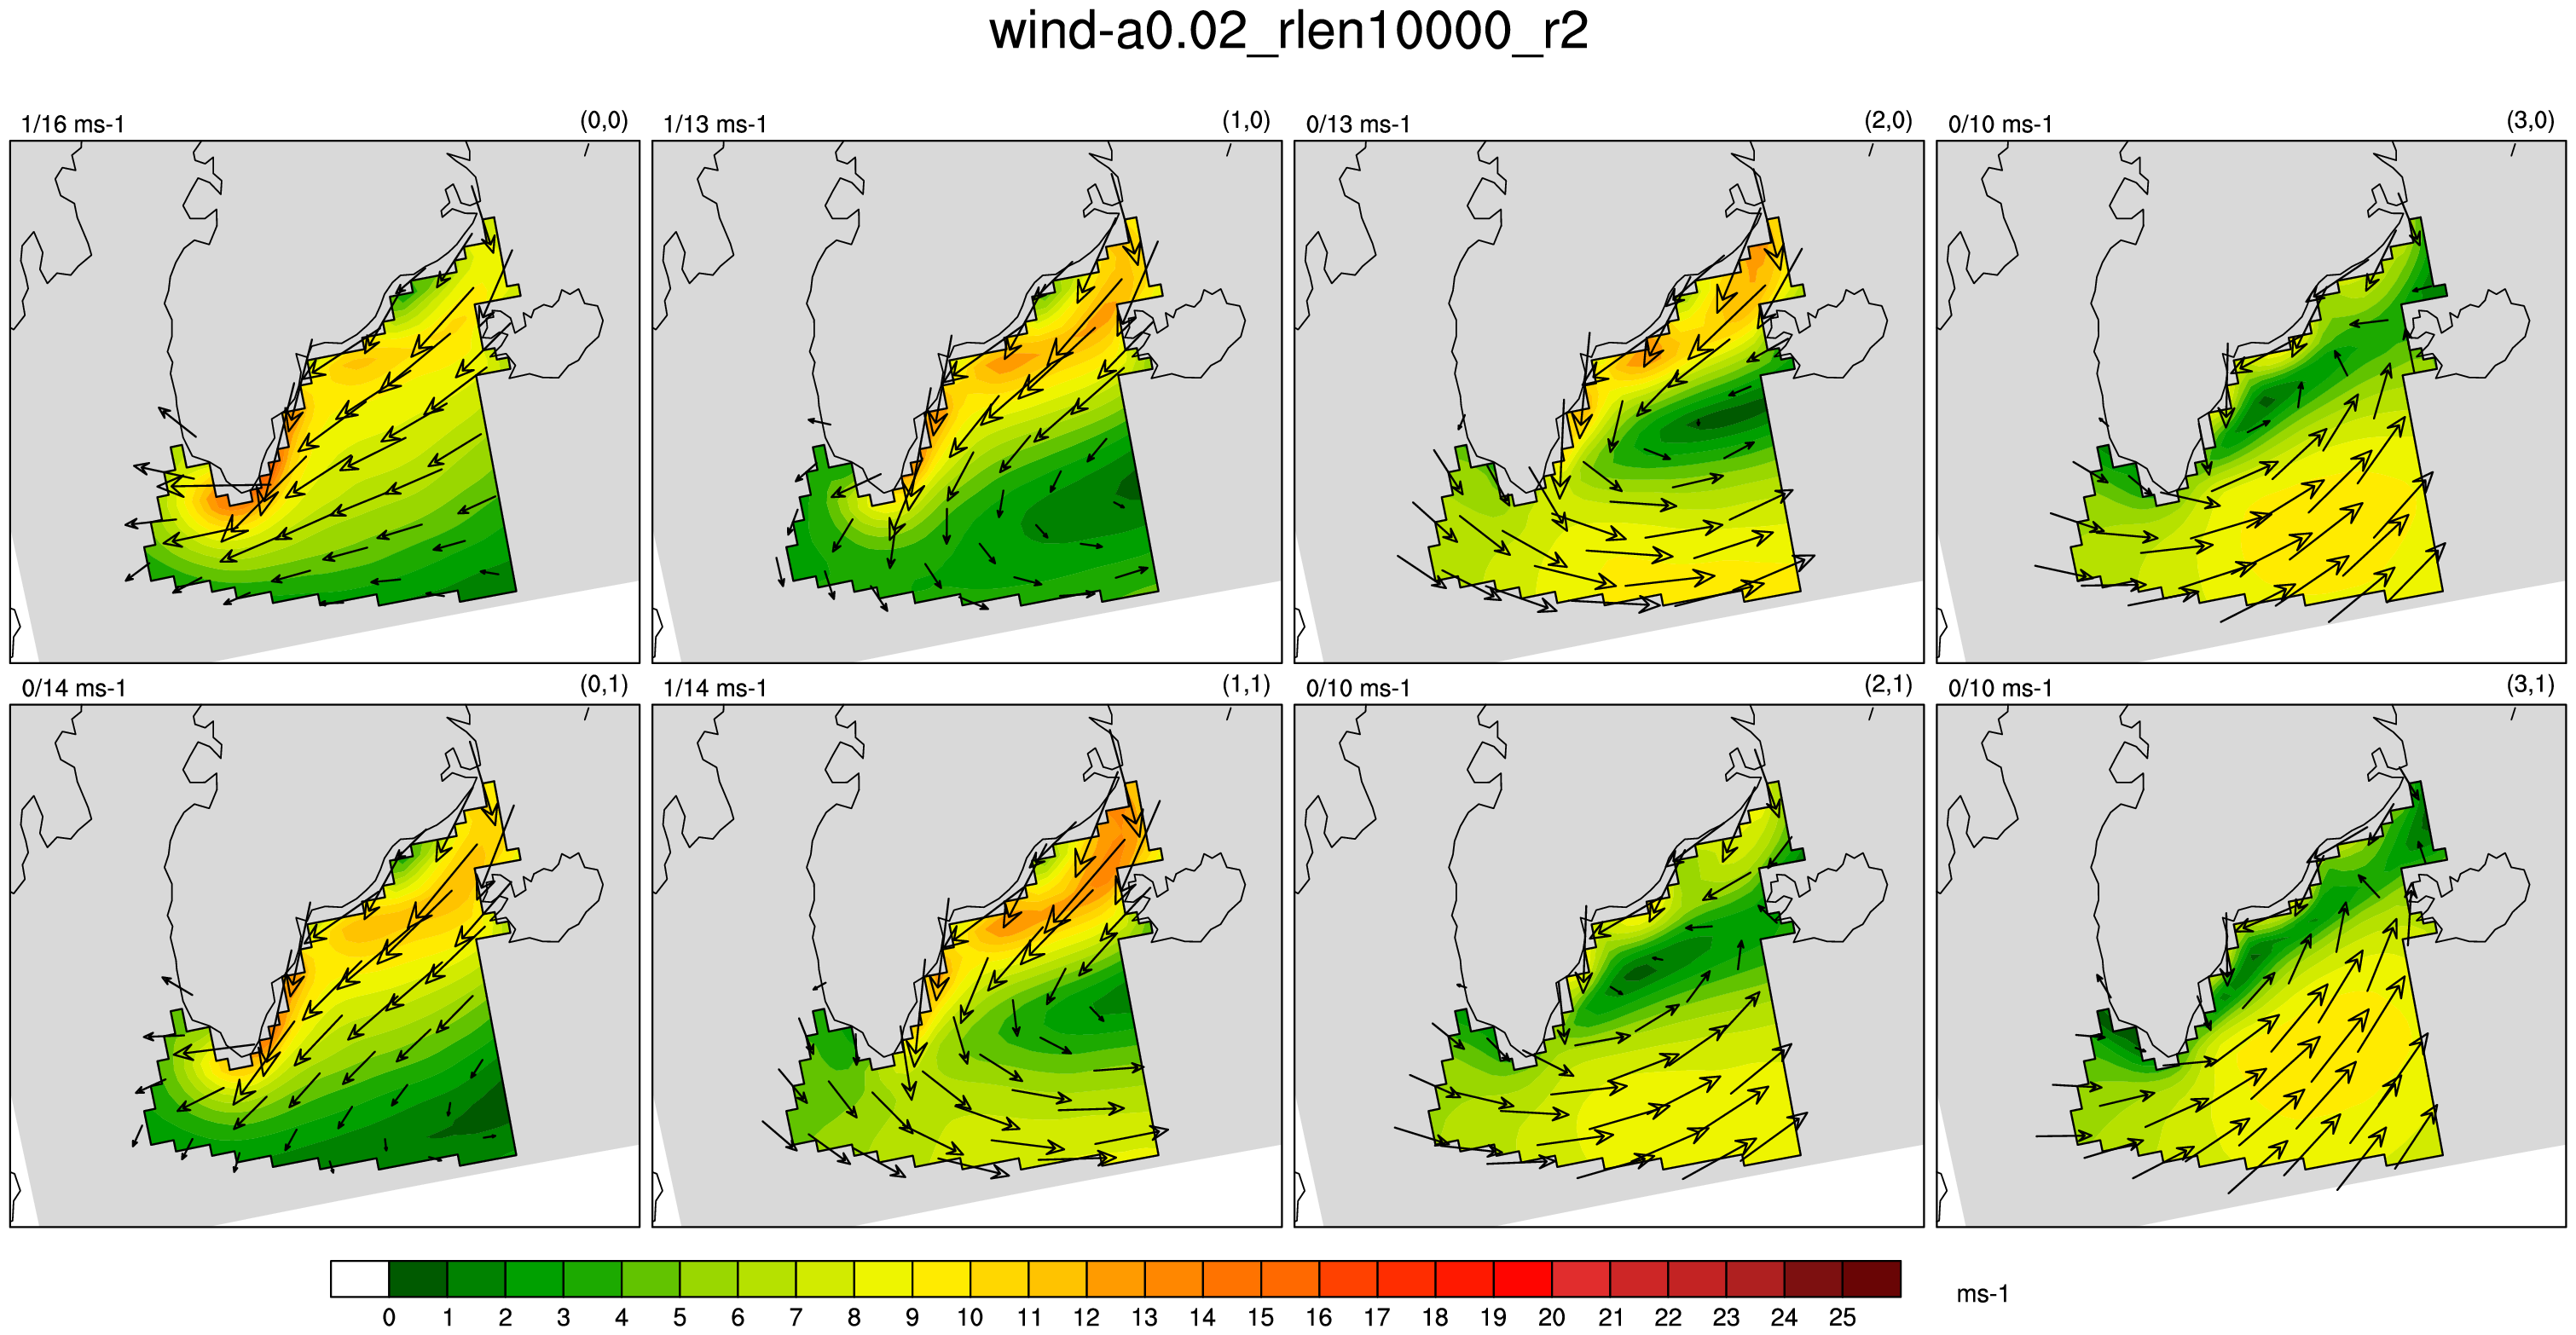 wind-a0.02_rlen10000_r2
1/16 ms-1 (0,0)
1/13 ms-1 (1,0)
0/13 ms-1 (2,0)
0/10 ms-1 (3,0)
0/14 ms-1 (0,1)
1/14 ms-1 (1,1)
0/10 ms-1 (2,1)
0/10 ms-1 (3,1)
0 1 2 3 4 5 6 7 8 9 10 11 12 13 14 15 16 17 18 19 20 21 22 23 24 25 ms-1